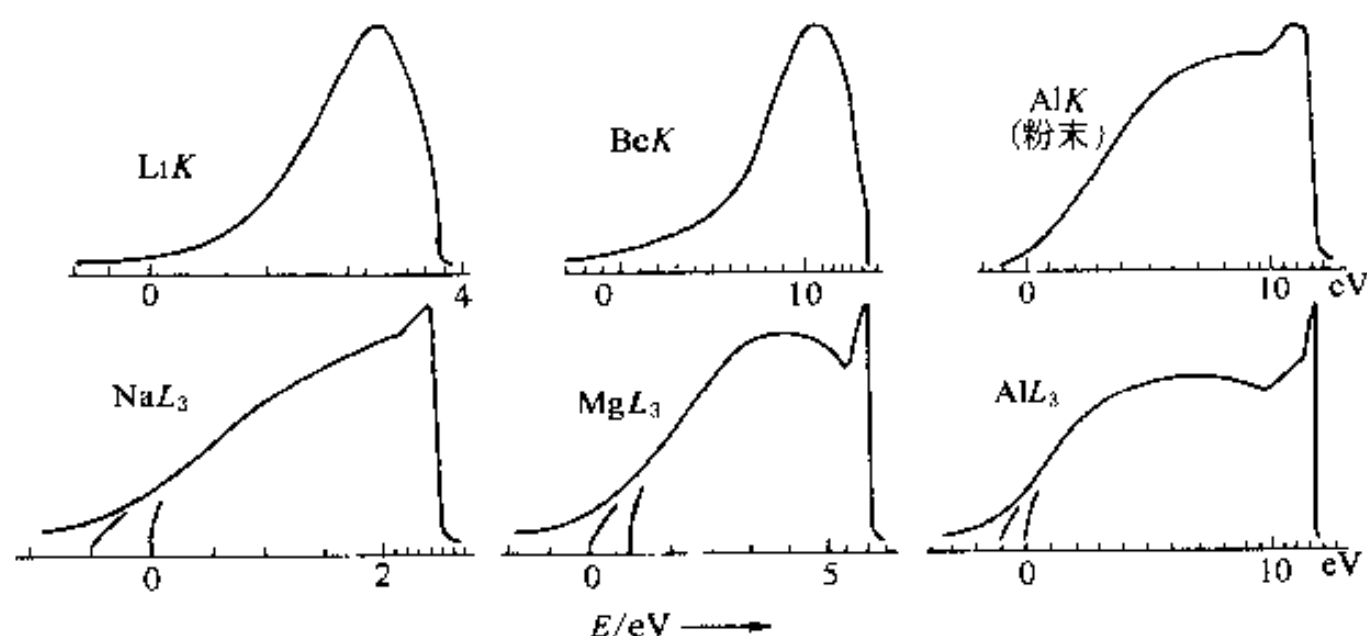 LiK
BeK
AlK
(粉末)
0 4
0 10
0 10 eV
NaL₃
MgL₃
AlL₃
0 2
0 5
0 10 eV
E/eV